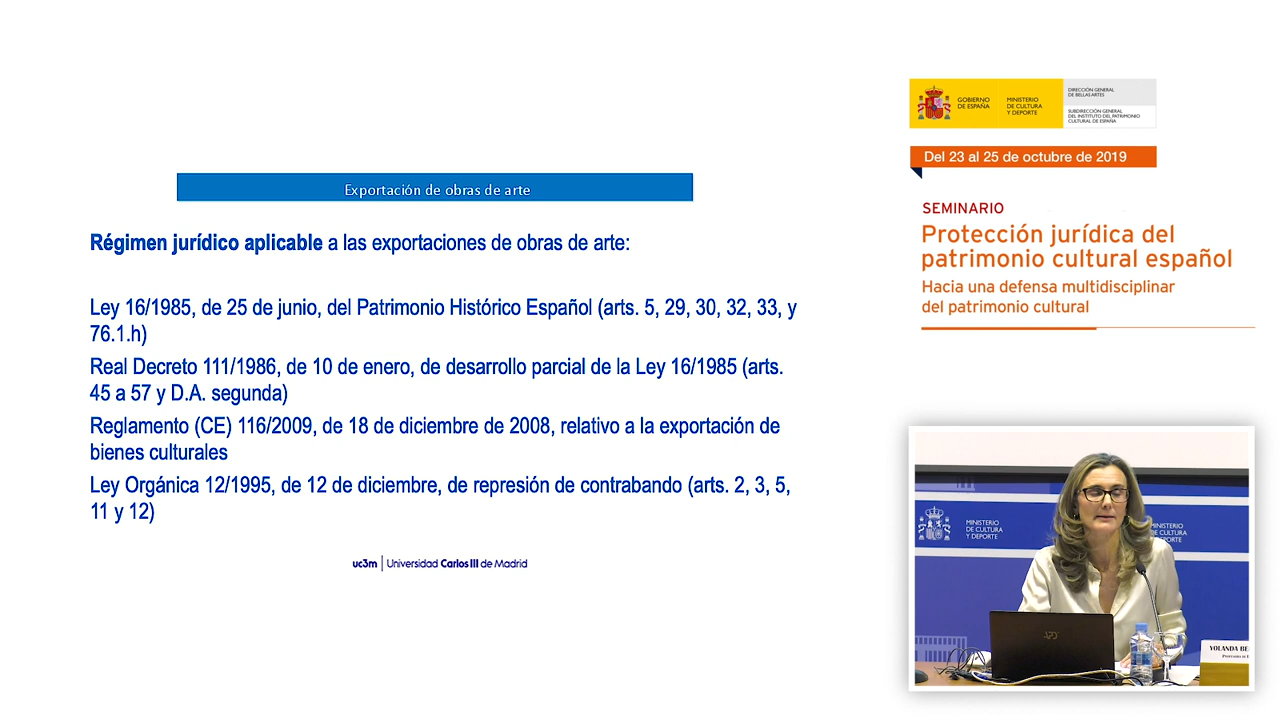 Exportación de obras de arte
Régimen jurídico aplicable a las exportaciones de obras de arte:
Ley 16/1985, de 25 de junio, del Patrimonio Histórico Español (arts. 5, 29, 30, 32, 33, y
76.1.h)
Real Decreto 111/1986, de 10 de enero, de desarrollo parcial de la Ley 16/1985 (arts.
45 a 57 y D.A. segunda)
Reglamento (CE) 116/2009, de 18 de diciembre de 2008, relativo a la exportación de
bienes culturales
Ley Orgánica 12/1995, de 12 de diciembre, de represión de contrabando (arts. 2, 3, 5,
11 y 12)
uc3m | Universidad Carlos III de Madrid
GOBIERNO
DE ESPAÑA
MINISTERIO
DE CULTURA
Y DEPORTE
DIRECCIÓN GENERAL
DE BELLAS ARTES
SUBDIRECCIÓN GENERAL
DEL INSTITUTO DEL PATRIMONIO
CULTURAL DE ESPAÑA
Del 23 al 25 de octubre de 2019
SEMINARIO
Protección jurídica del
patrimonio cultural español
Hacia una defensa multidisciplinar
del patrimonio cultural
MINISTERIO
DE CULTURA
Y DEPORTE
MINISTERIO
DE CULTURA
DEPORTE
YOLANDA BE